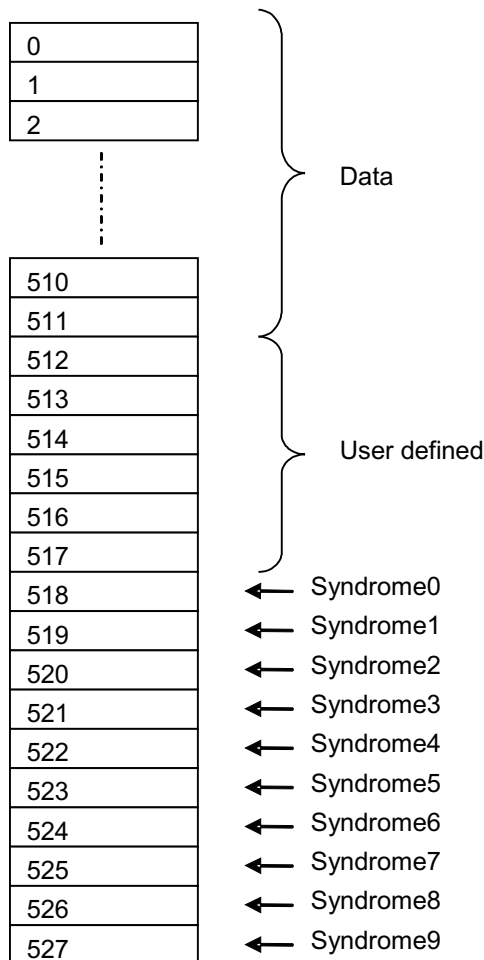 0
1
2
Data
510
511
512
513
514
User defined
515
516
517
518 Syndrome0
519 Syndrome1
520 Syndrome2
521 Syndrome3
522 Syndrome4
523 Syndrome5
524 Syndrome6
525 Syndrome7
526 Syndrome8
527 Syndrome9